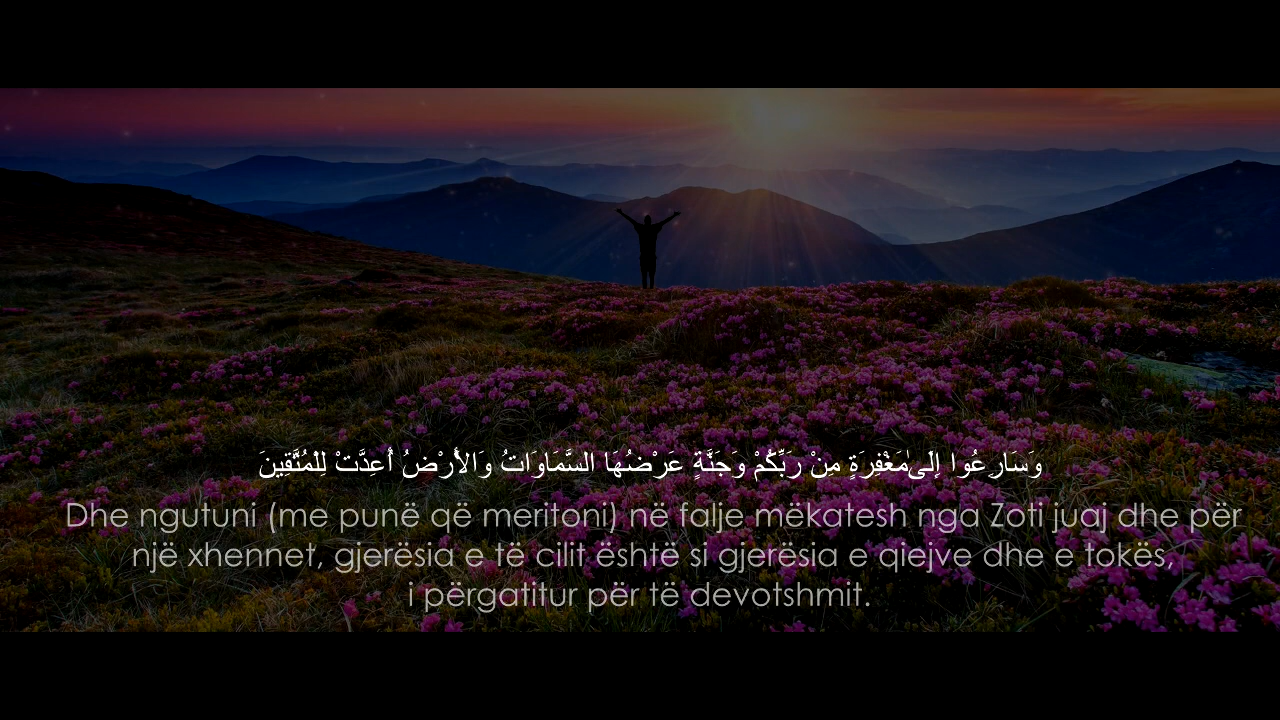 وَسَارِعُوا إِلَىٰ مَغْفِرَةٍ مِنْ رَبِّكُمْ وَجَنَّةٍ عَرْضُهَا السَّمَاوَاتُ وَالْأَرْضُ أُعِدَّتْ لِلْمُتَّقِينَ
Dhe ngutuni (me punë që meritoni) në falje mëkatesh nga Zoti juaj dhe për
një xhennet, gjerësia e të cilit është si gjerësia e qiejve dhe e tokës,
i përgatitur për të devotshmit.